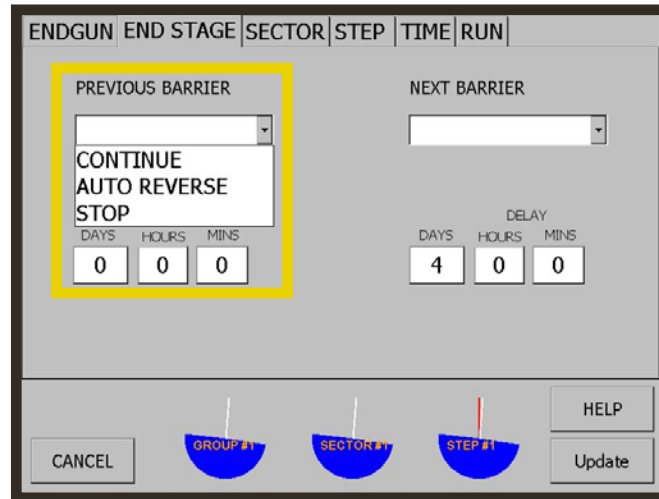 ENDGUN END STAGE SECTOR STEP TIME RUN
PREVIOUS BARRIER
CONTINUE
AUTO REVERSE
STOP
DAYS HOURS MINS
0 0 0
NEXT BARRIER
DELAY
DAYS HOURS MINS
4 0 0
CANCEL
GROUP #1
SECTOR #1
STEP #1
HELP
Update